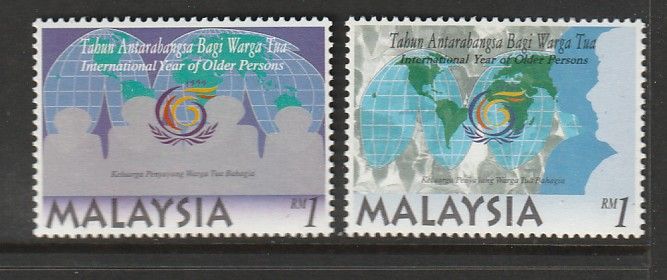 Tahun Antarabangsa Bagi Warga Tua
International Year of Older Persons
1999
Keluarga Penyayang Warga Tua Bahagia
MALAYSIA RM1
Tahun Antarabangsa Bagi Warga Tua
International Year of Older Persons
Keluarga Penyayang Warga Tua Bahagia
MALAYSIA RM1